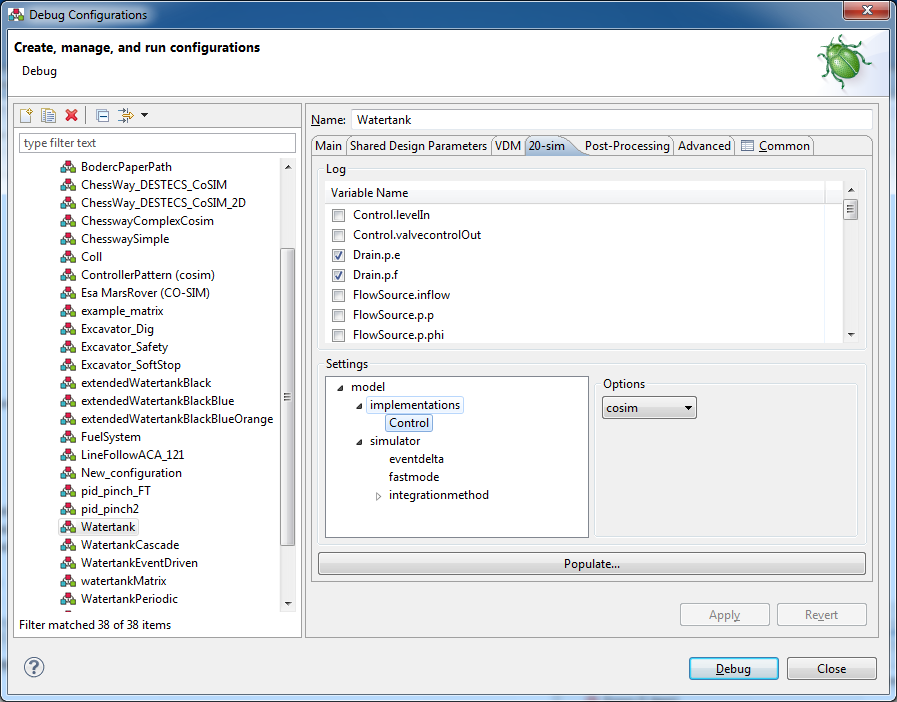 Debug Configurations
Create, manage, and run configurations
Debug
type filter text
BodercPaperPath
ChessWay_DESTECS_CoSIM
ChessWay_DESTECS_CoSIM_2D
ChesswayComplexCosim
ChesswaySimple
Coll
ControllerPattern (cosim)
Esa MarsRover (CO-SIM)
example_matrix
Excavator_Dig
Excavator_Safety
Excavator_SoftStop
extendedWatertankBlack
extendedWatertankBlackBlue
extendedWatertankBlackBlueOrange
FuelSystem
LineFollowACA_121
New_configuration
pid_pinch_FT
pid_pinch2
Watertank
WatertankCascade
WatertankEventDriven
watertankMatrix
WatertankPeriodic
Filter matched 38 of 38 items
Name: Watertank
Main Shared Design Parameters VDM 20-sim Post-Processing Advanced Common
Log
Variable Name
Control.levelIn
Control.valvecontrolOut
Drain.p.e
Drain.p.f
FlowSource.inflow
FlowSource.p.p
FlowSource.p.phi
Settings
model
implementations
Control
simulator
eventdelta
fastmode
integrationmethod
Options
cosim
Populate...
Apply Revert
? Debug Close